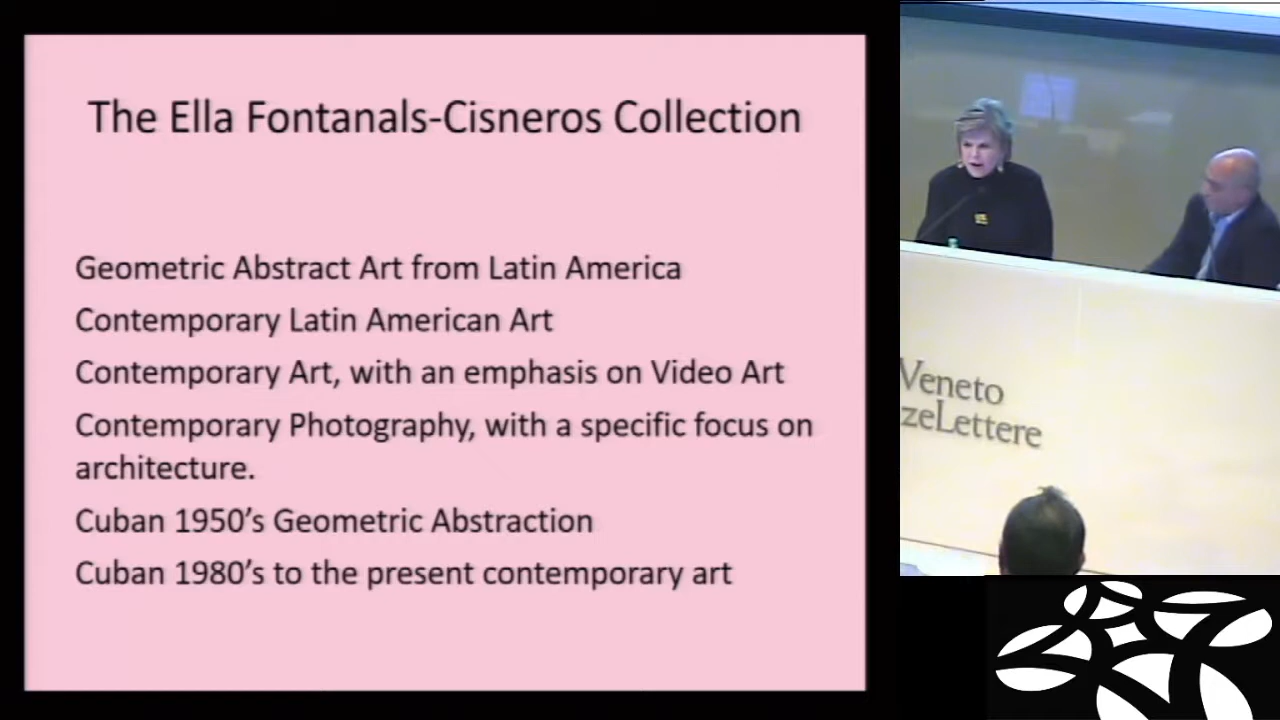 The Ella Fontanals-Cisneros Collection
Geometric Abstract Art from Latin America
Contemporary Latin American Art
Contemporary Art, with an emphasis on Video Art
Contemporary Photography, with a specific focus on
architecture.
Cuban 1950’s Geometric Abstraction
Cuban 1980’s to the present contemporary art
Veneto
zeLettere